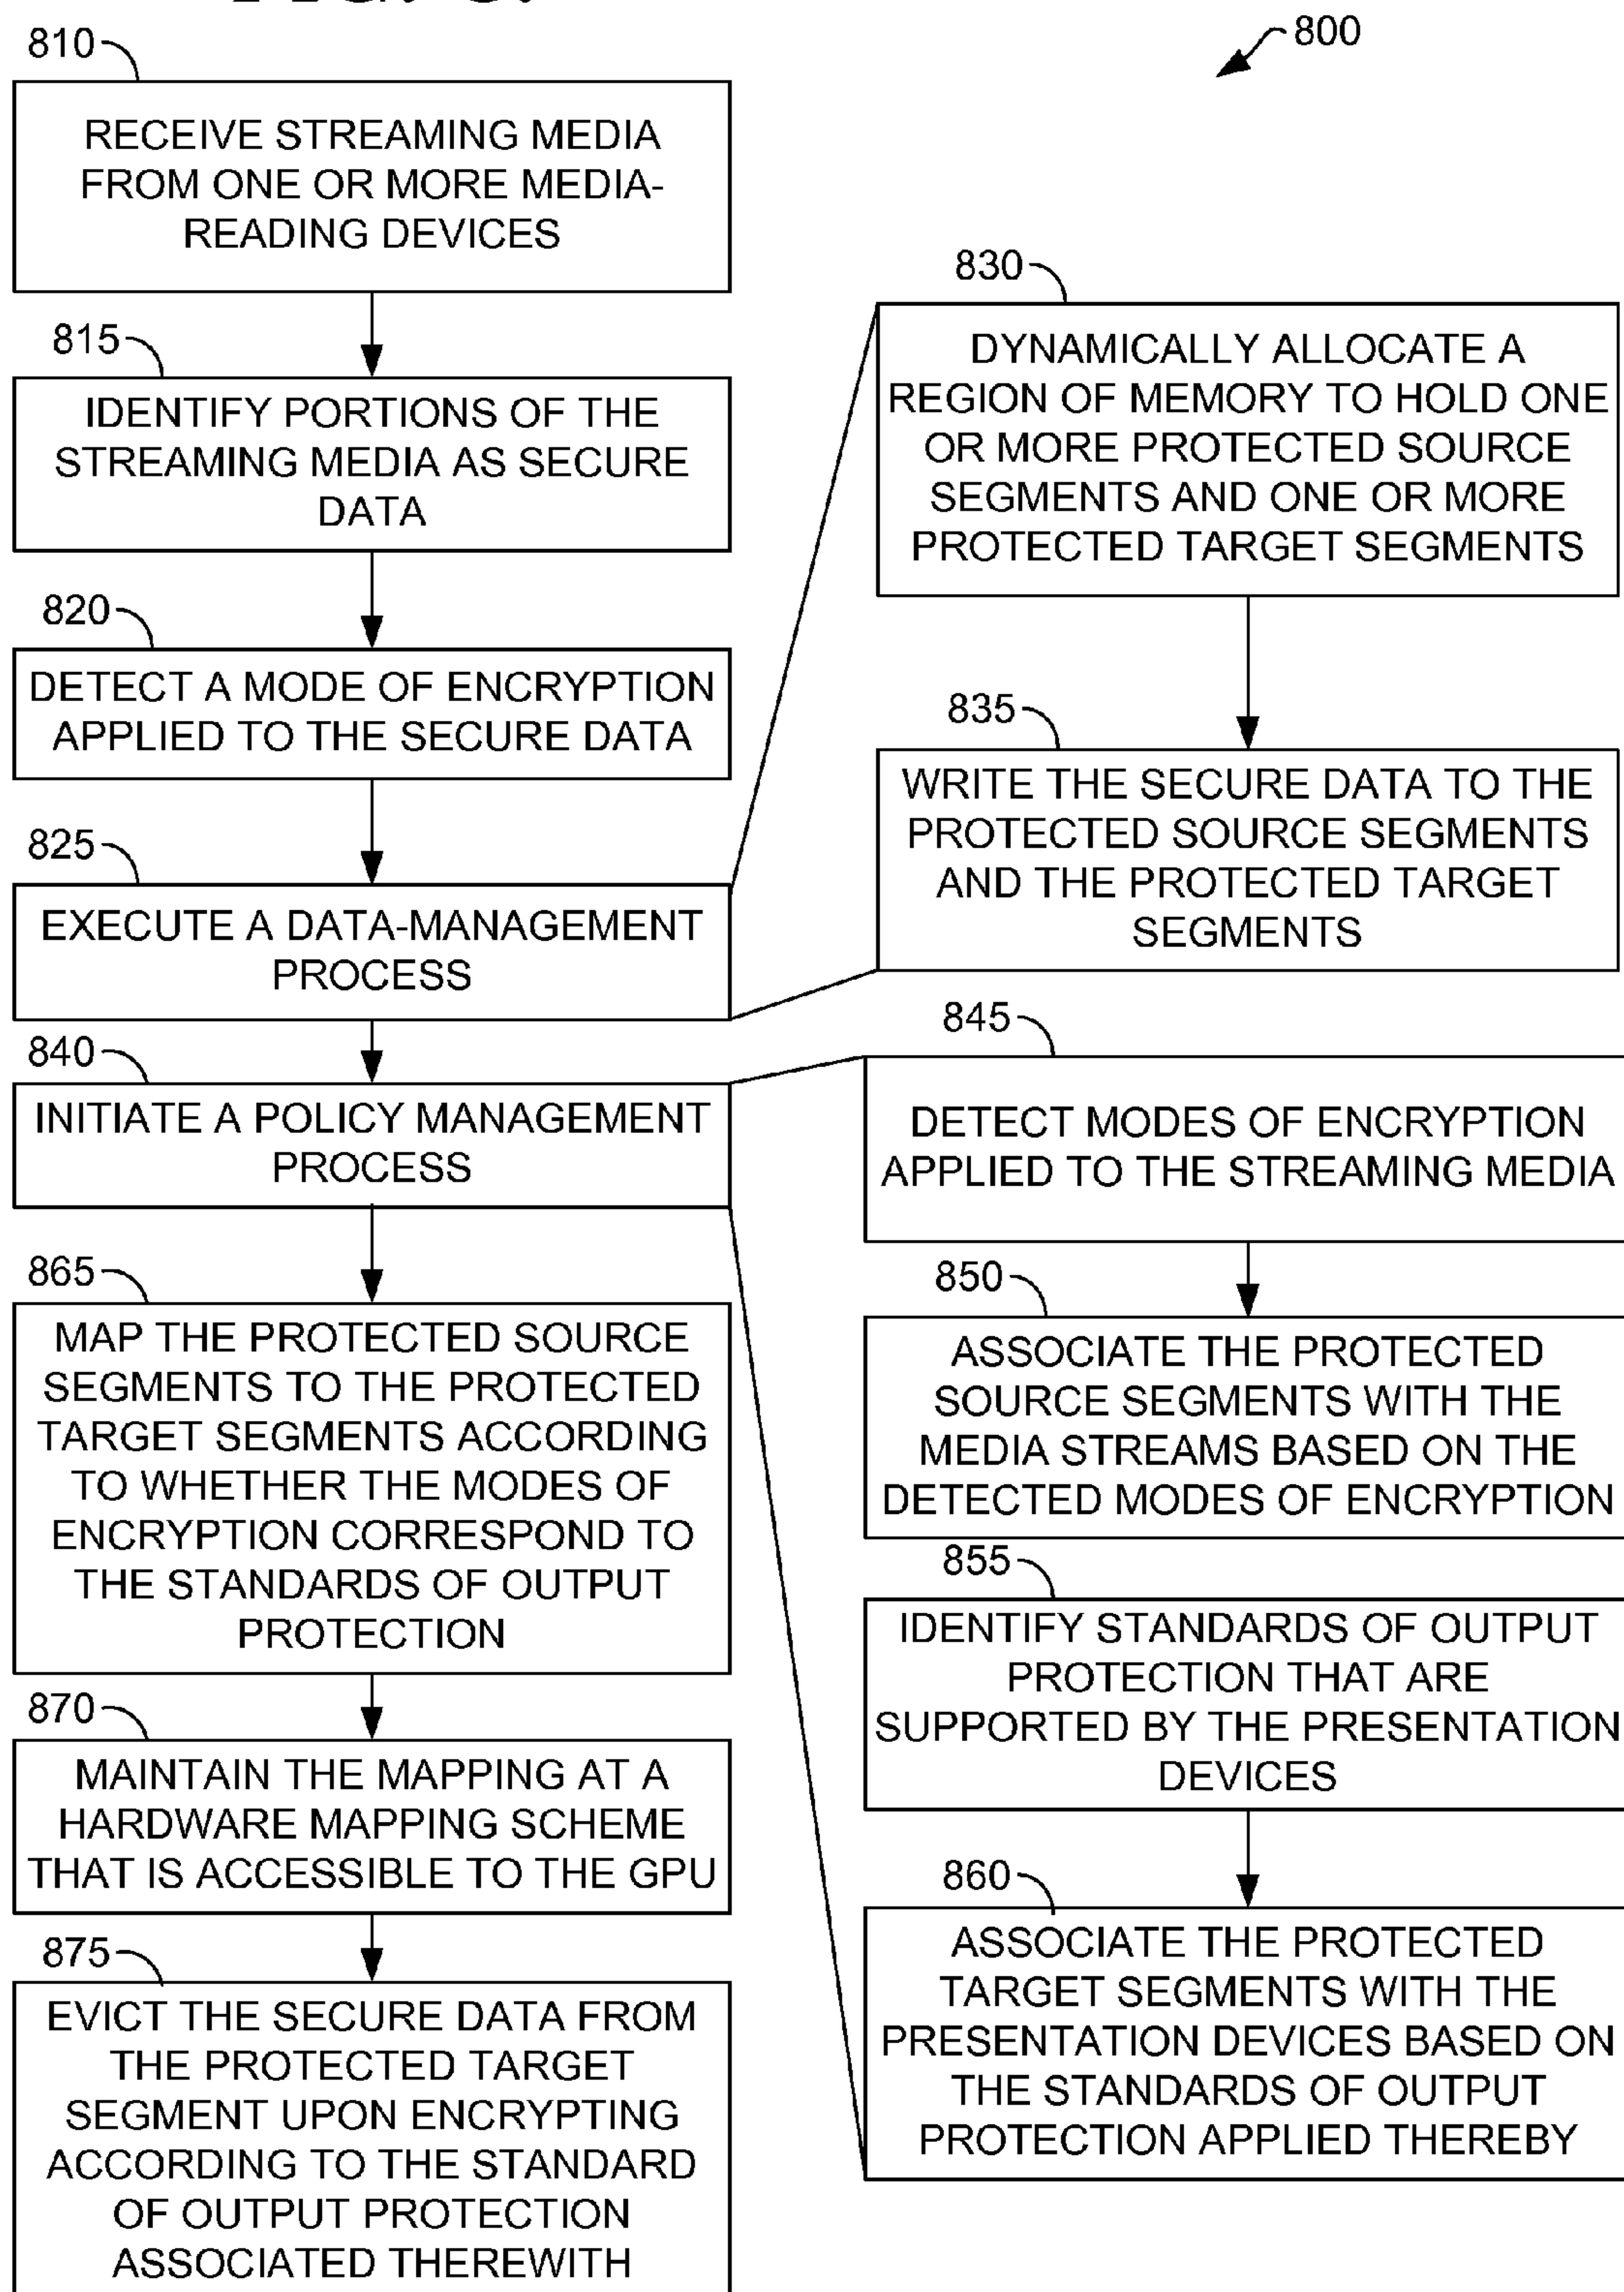 800
810
RECEIVE STREAMING MEDIA
FROM ONE OR MORE MEDIA-
READING DEVICES
815
IDENTIFY PORTIONS OF THE
STREAMING MEDIA AS SECURE
DATA
820
DETECT A MODE OF ENCRYPTION
APPLIED TO THE SECURE DATA
825
EXECUTE A DATA-MANAGEMENT
PROCESS
830
DYNAMICALLY ALLOCATE A
REGION OF MEMORY TO HOLD ONE
OR MORE PROTECTED SOURCE
SEGMENTS AND ONE OR MORE
PROTECTED TARGET SEGMENTS
835
WRITE THE SECURE DATA TO THE
PROTECTED SOURCE SEGMENTS
AND THE PROTECTED TARGET
SEGMENTS
840
INITIATE A POLICY MANAGEMENT
PROCESS
845
DETECT MODES OF ENCRYPTION
APPLIED TO THE STREAMING MEDIA
850
ASSOCIATE THE PROTECTED
SOURCE SEGMENTS WITH THE
MEDIA STREAMS BASED ON THE
DETECTED MODES OF ENCRYPTION
855
IDENTIFY STANDARDS OF OUTPUT
PROTECTION THAT ARE
SUPPORTED BY THE PRESENTATION
DEVICES
860
ASSOCIATE THE PROTECTED
TARGET SEGMENTS WITH THE
PRESENTATION DEVICES BASED ON
THE STANDARDS OF OUTPUT
PROTECTION APPLIED THEREBY
865
MAP THE PROTECTED SOURCE
SEGMENTS TO THE PROTECTED
TARGET SEGMENTS ACCORDING
TO WHETHER THE MODES OF
ENCRYPTION CORRESPOND TO
THE STANDARDS OF OUTPUT
PROTECTION
870
MAINTAIN THE MAPPING AT A
HARDWARE MAPPING SCHEME
THAT IS ACCESSIBLE TO THE GPU
875
EVICT THE SECURE DATA FROM
THE PROTECTED TARGET
SEGMENT UPON ENCRYPTING
ACCORDING TO THE STANDARD
OF OUTPUT PROTECTION
ASSOCIATED THEREWITH